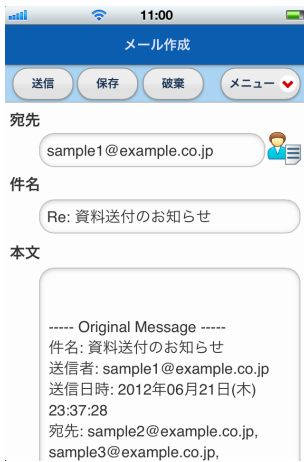 11:00
メール作成
送信 保存 破棄 メニュー
宛先
sample1@example.co.jp
件名
Re: 資料送付のお知らせ
本文
----- Original Message -----
件名: 資料送付のお知らせ
送信者: sample1@example.co.jp
送信日時: 2012年06月21日(木)
23:37:28
宛先: sample2@example.co.jp,
sample3@example.co.jp,